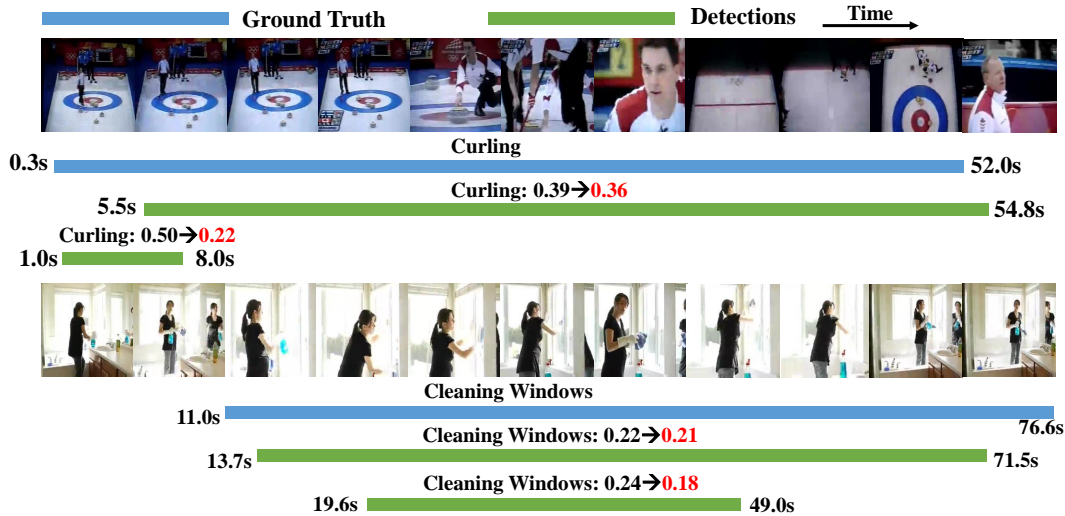 Ground Truth Detections Time
Curling
0.3s 52.0s
Curling: 0.39→0.36
5.5s 54.8s
Curling: 0.50→0.22
1.0s 8.0s
Cleaning Windows
11.0s 76.6s
Cleaning Windows: 0.22→0.21
13.7s 71.5s
Cleaning Windows: 0.24→0.18
19.6s 49.0s